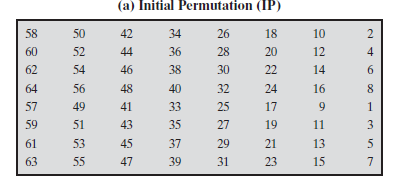 (a) Initial Permutation (IP)
58 50 42 34 26 18 10 2
60 52 44 36 28 20 12 4
62 54 46 38 30 22 14 6
64 56 48 40 32 24 16 8
57 49 41 33 25 17 9 1
59 51 43 35 27 19 11 3
61 53 45 37 29 21 13 5
63 55 47 39 31 23 15 7